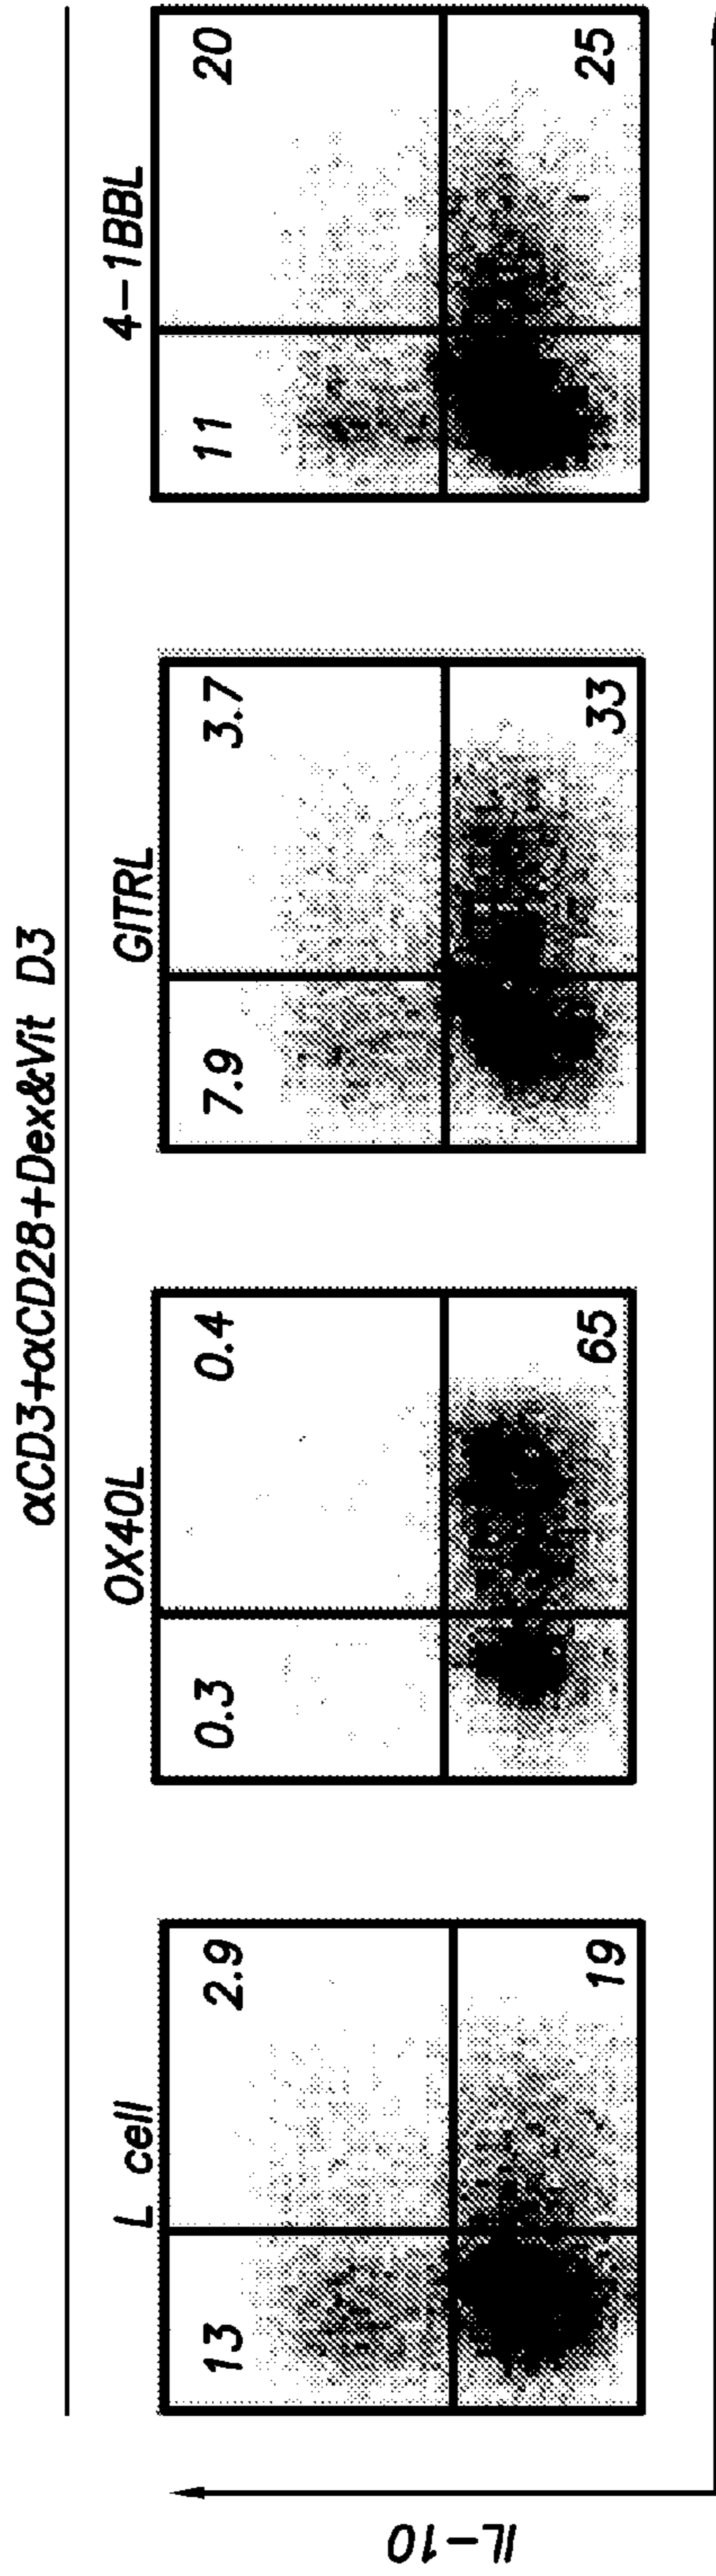 αCD3+αCD28+Dex&Vit D3
L cell
OX40L
GITRL
4-1BBL
13
2.9
0.3
0.4
7.9
3.7
11
20
19
65
33
25
IL-10